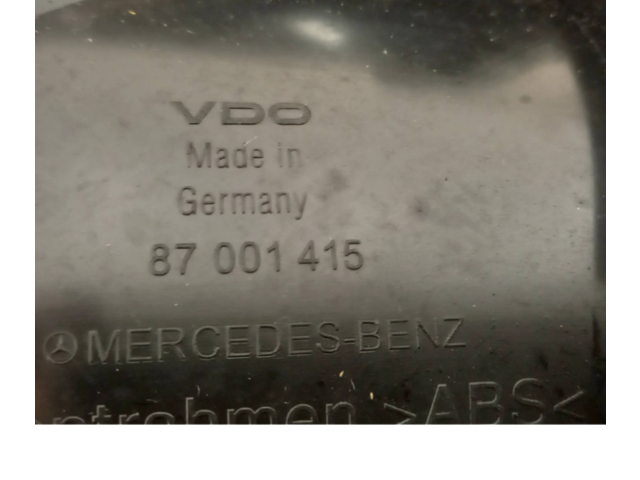 VDO
Made in
Germany
87 001 415
MERCEDES-BENZ
>ABS<